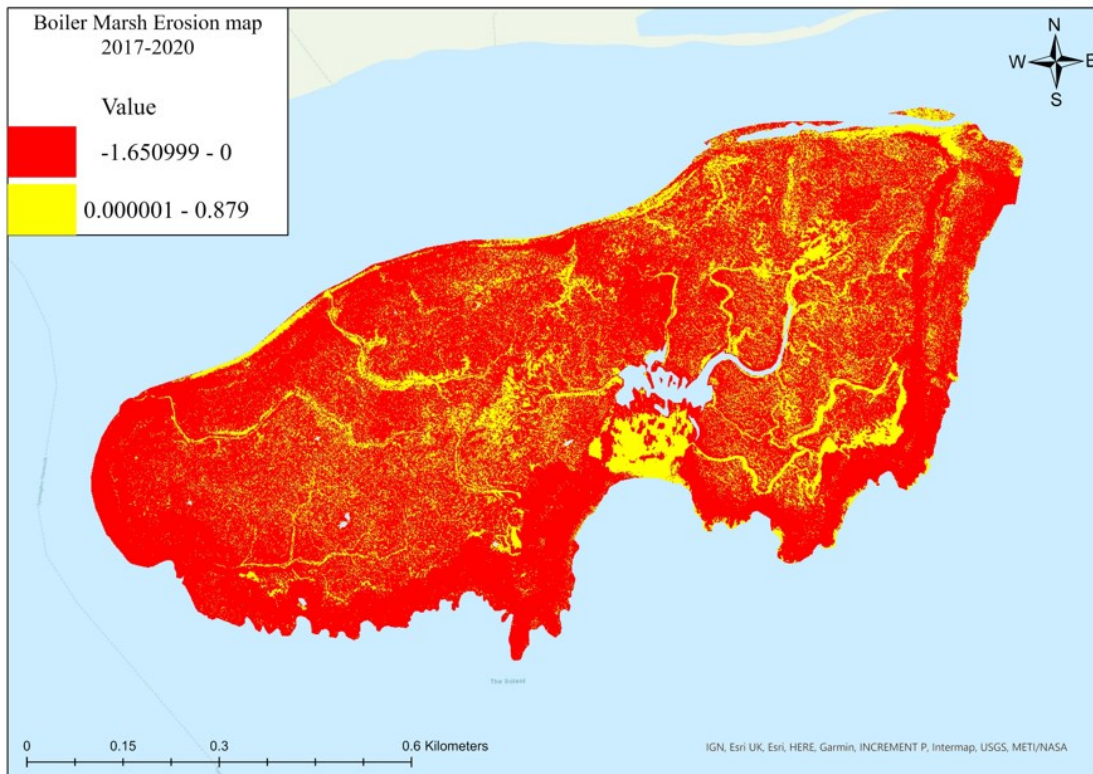 Boiler Marsh Erosion map
2017-2020
Value
-1.650999 - 0
0.000001 - 0.879
N
W E
S
The Solent
0 0.15 0.3 0.6 Kilometers
IGN, Esri UK, Esri, HERE, Garmin, INCREMENT P, Intermap, USGS, METI/NASA